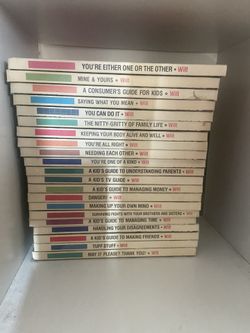 YOU'RE EITHER ONE OR THE OTHER • Will
MINE & YOURS • Will
A CONSUMER'S GUIDE FOR KIDS • Will
SAYING WHAT YOU MEAN • Will
YOU CAN DO IT • Will
THE NITTY-GRITTY OF FAMILY LIFE • Will
KEEPING YOUR BODY ALIVE AND WELL • Will
YOU'RE ALL RIGHT • Will
NEEDING EACH OTHER • Will
YOU'RE ONE OF A KIND • Will
A KID'S GUIDE TO UNDERSTANDING PARENTS • Will
A KID'S TV GUIDE • Will
A KID'S GUIDE TO MANAGING MONEY • Will
DANGER! • Will
MAKING UP YOUR OWN MIND • Will
SURVIVING FIGHTS WITH YOUR BROTHERS AND SISTERS • Will
A KID'S GUIDE TO MANAGING TIME • Will
HANDLING YOUR DISAGREEMENTS • Will
A KID'S GUIDE TO MAKING FRIENDS • Will
TUFF STUFF • Will
MAY I? PLEASE? THANK YOU! • Will